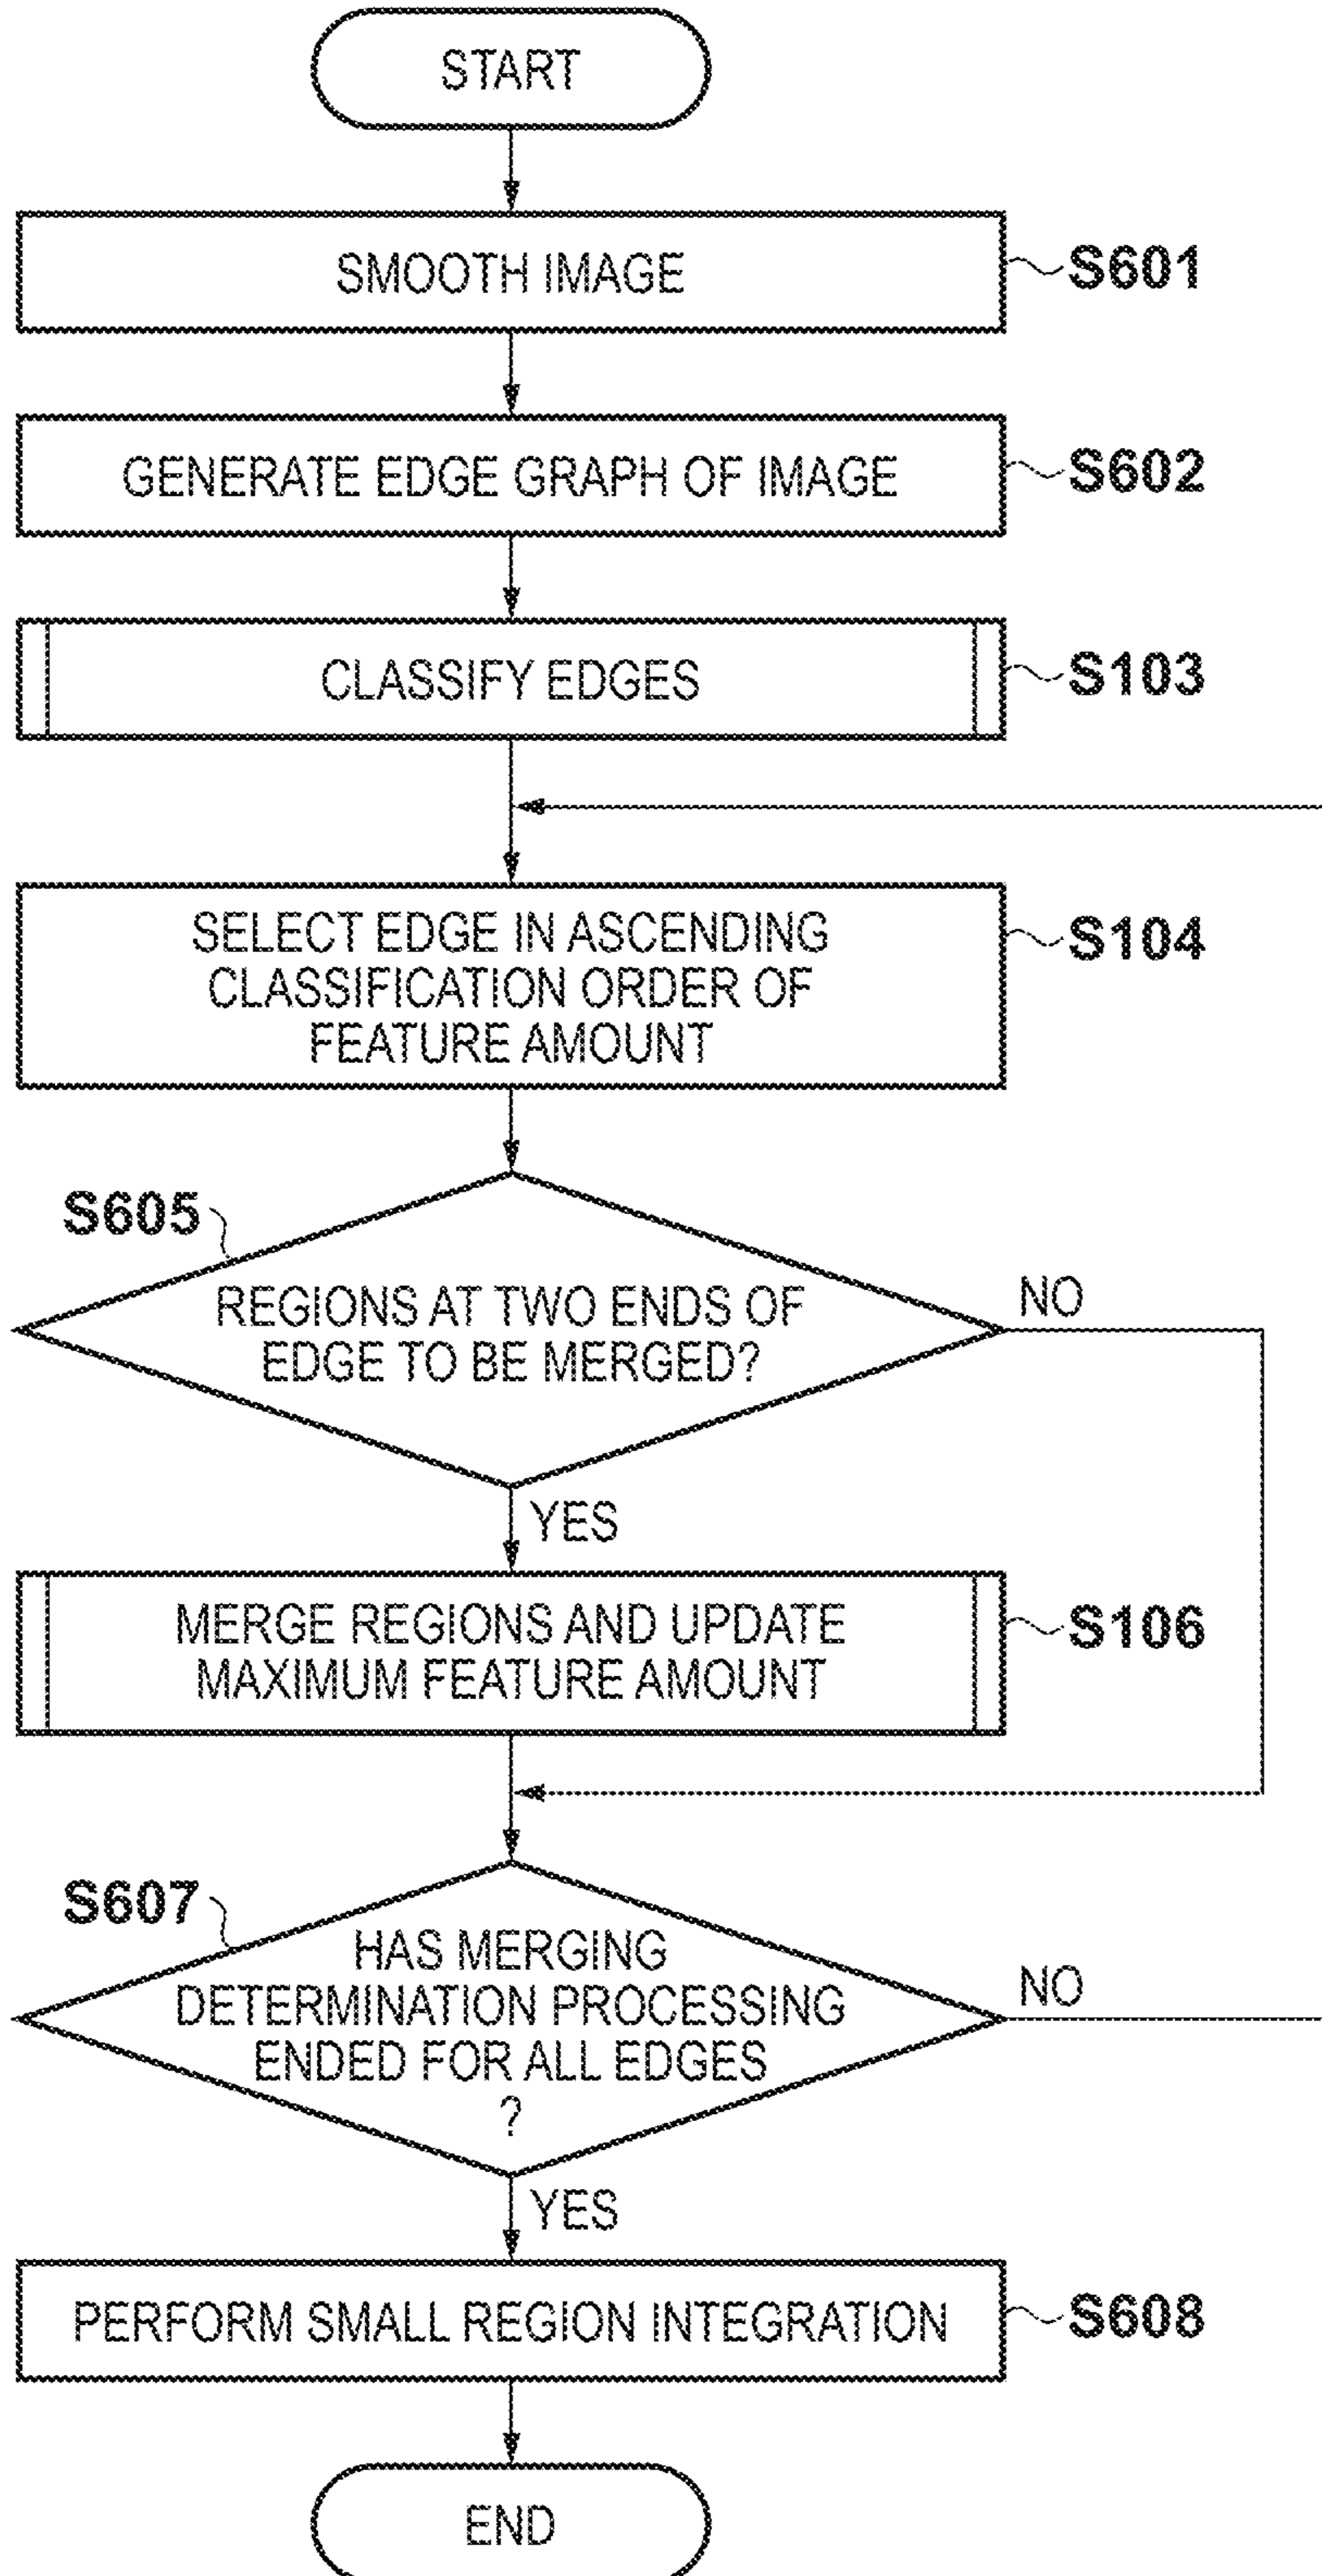 START
SMOOTH IMAGE
S601
GENERATE EDGE GRAPH OF IMAGE
S602
CLASSIFY EDGES
S103
SELECT EDGE IN ASCENDING
CLASSIFICATION ORDER OF
FEATURE AMOUNT
S104
S605
REGIONS AT TWO ENDS OF
EDGE TO BE MERGED?
NO
YES
MERGE REGIONS AND UPDATE
MAXIMUM FEATURE AMOUNT
S106
S607
HAS MERGING
DETERMINATION PROCESSING
ENDED FOR ALL EDGES
?
NO
YES
PERFORM SMALL REGION INTEGRATION
S608
END